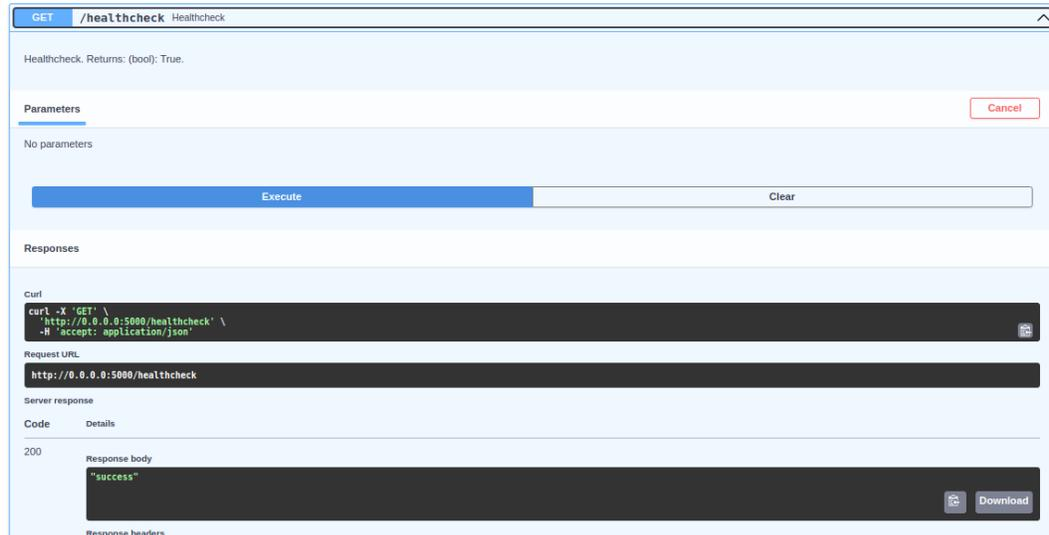 GET /healthcheck Healthcheck
Healthcheck. Returns: (bool): True.
Parameters
Cancel
No parameters
Execute
Clear
Responses
Curl
curl -X 'GET' \
'http://0.0.0.0:5000/healthcheck' \
-H 'accept: application/json'
Request URL
http://0.0.0.0:5000/healthcheck
Server response
Code Details
200
Response body
"success"
Download
Response headers